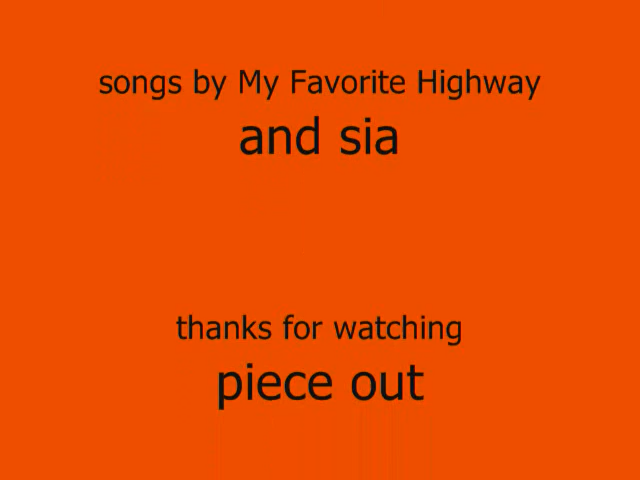 songs by My Favorite Highway
and sia
thanks for watching
piece out